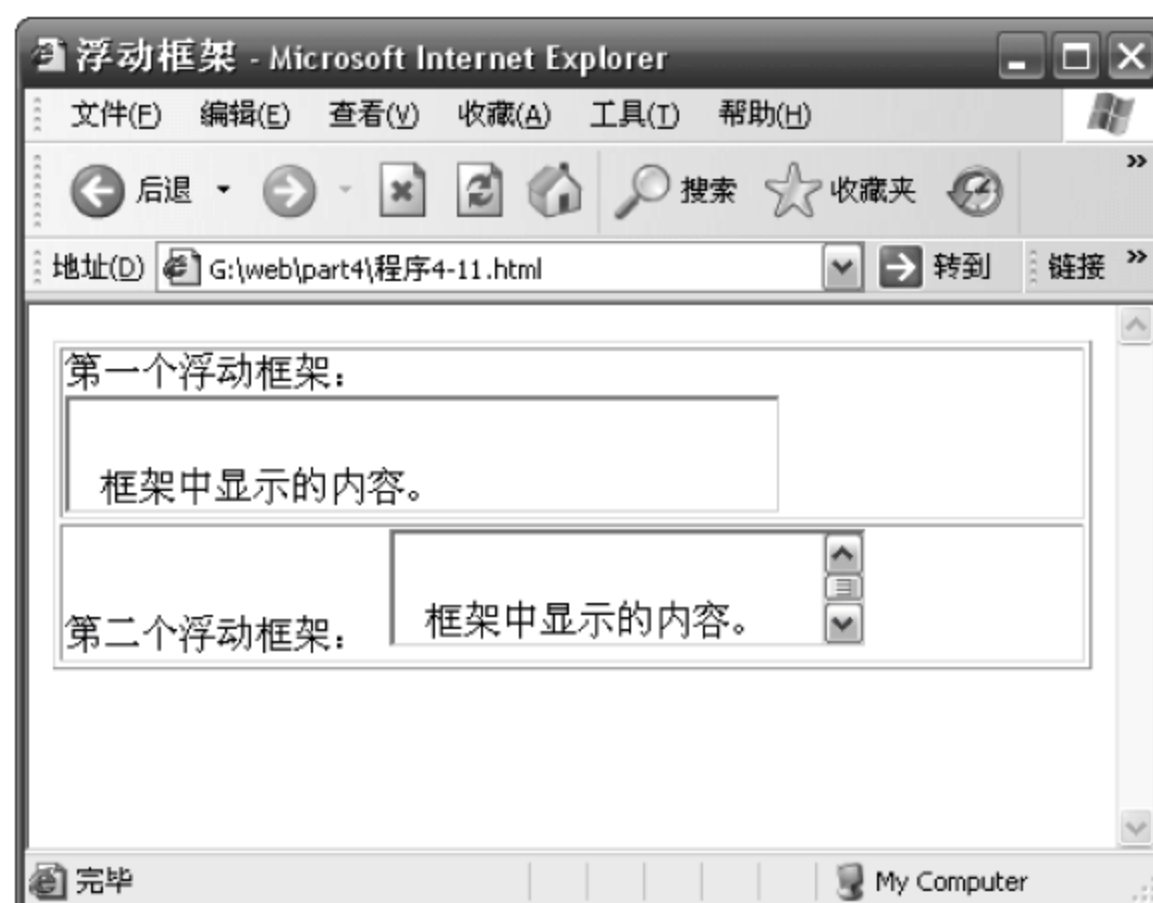 浮动框架 - Microsoft Internet Explorer
文件(F) 编辑(E) 查看(V) 收藏(A) 工具(T) 帮助(H)
后退 搜索 收藏夹 »
地址(D) G:\web\part4\程序4-11.html 转到 链接 »
第一个浮动框架：
框架中显示的内容。
第二个浮动框架： 框架中显示的内容。
完毕 My Computer